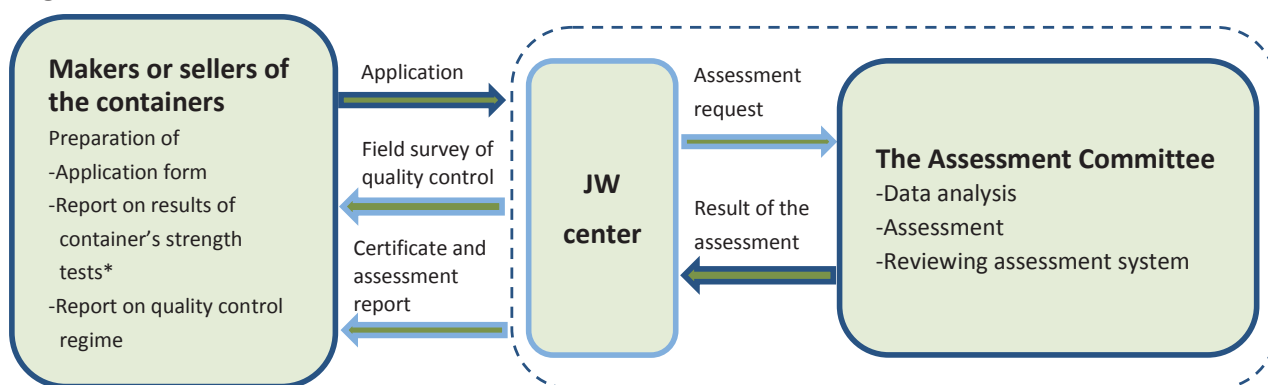 Makers or sellers of
the containers
Preparation of
-Application form
-Report on results of
container’s strength
tests*
-Report on quality control
regime
Application
Field survey of
quality control
Certificate and
assessment
report
JW
center
Assessment
request
Result of the
assessment
The Assessment Committee
-Data analysis
-Assessment
-Reviewing assessment system